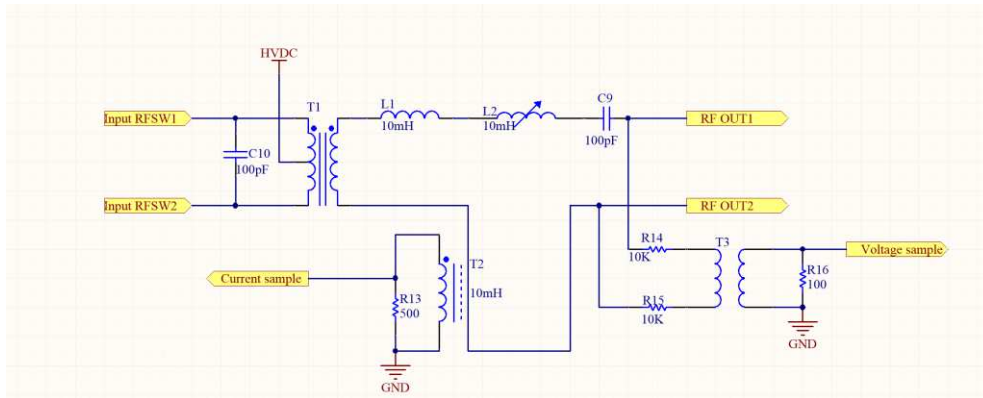 HVDC
T1
L1
10mH
L2
10mH
C9
100pF
Input RFSW1
RF OUT1
C10
100pF
Input RFSW2
RF OUT2
R14
10K
T3
Voltage sample
R16
100
GND
R15
10K
T2
10mH
Current sample
R13
500
GND